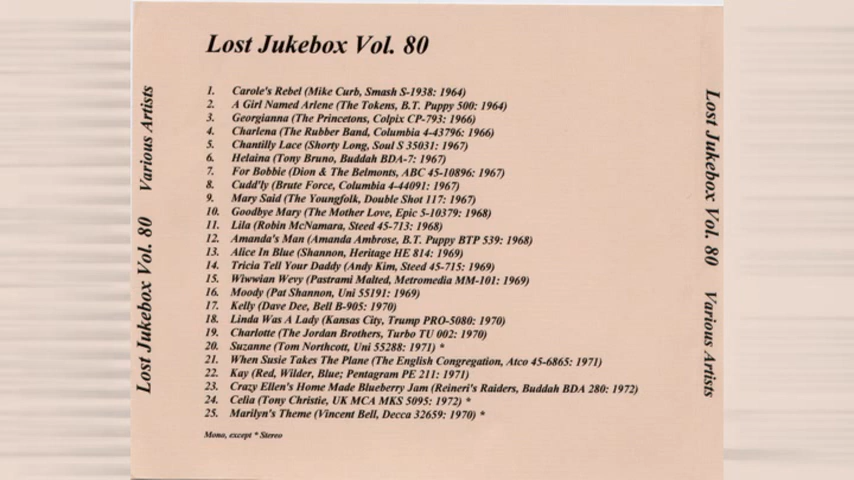 Lost Jukebox Vol. 80
1. Carole's Rebel (Mike Curb, Smash S-1938: 1964)
2. A Girl Named Arlene (The Tokens, B.T. Puppy 500: 1964)
3. Georgianna (The Princetons, Colpix CP-793: 1966)
4. Charlena (The Rubber Band, Columbia 4-43796: 1966)
5. Chantilly Lace (Shorty Long, Soul S 35031: 1967)
6. Helaina (Tony Bruno, Buddah BDA-7: 1967)
7. For Bobbie (Dion & The Belmonts, ABC 45-10896: 1967)
8. Cudd'ly (Brute Force, Columbia 4-44091: 1967)
9. Mary Said (The Youngfolk, Double Shot 117: 1967)
10. Goodbye Mary (The Mother Love, Epic 5-10379: 1968)
11. Lila (Robin McNamara, Steed 45-713: 1968)
12. Amanda's Man (Amanda Ambrose, B.T. Puppy BTP 539: 1968)
13. Alice In Blue (Shannon, Heritage HE 814: 1969)
14. Tricia Tell Your Daddy (Andy Kim, Steed 45-715: 1969)
15. Wiwwian Wevy (Pastrami Malted, Metromedia MM-101: 1969)
16. Moody (Pat Shannon, Uni 55191: 1969)
17. Kelly (Dave Dee, Bell B-905: 1970)
18. Linda Was A Lady (Kansas City, Trump PRO-5080: 1970)
19. Charlotte (The Jordan Brothers, Turbo TU 002: 1970)
20. Suzanne (Tom Northcott, Uni 55288: 1971) *
21. When Susie Takes The Plane (The English Congregation, Atco 45-6865: 1971)
22. Kay (Red, Wilder, Blue; Pentagram PE 211: 1971)
23. Crazy Ellen's Home Made Blueberry Jam (Reineri's Raiders, Buddah BDA 280: 1972)
24. Celia (Tony Christie, UK MCA MKS 5095: 1972) *
25. Marilyn's Theme (Vincent Bell, Decca 32659: 1970) *
Mono, except * Stereo
Lost Jukebox Vol. 80 Various Artists
Lost Jukebox Vol. 80 Various Artists